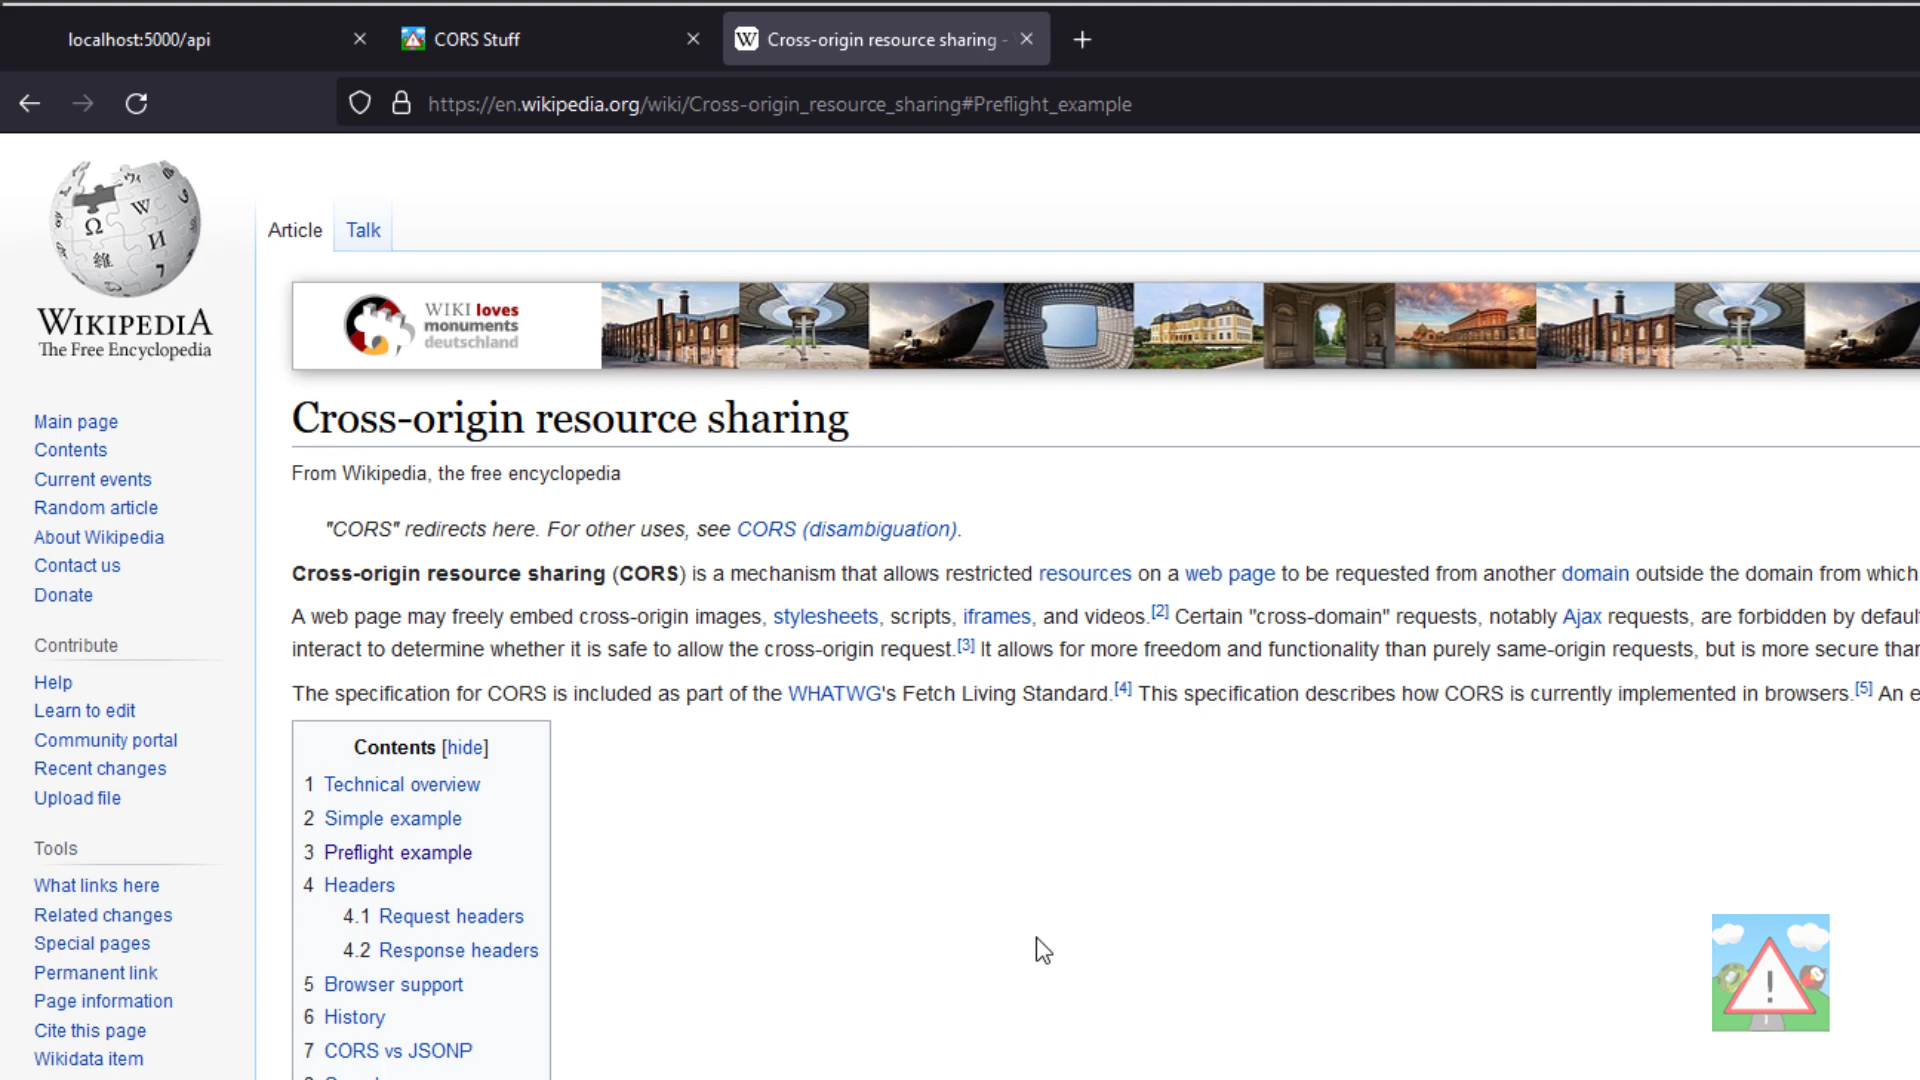 localhost:5000/api
CORS Stuff
W Cross-origin resource sharing -
https://en.wikipedia.org/wiki/Cross-origin_resource_sharing#Preflight_example
WIKIPEDIA
The Free Encyclopedia
Article
Talk
WIKI loves
monuments
deutschland
Cross-origin resource sharing
From Wikipedia, the free encyclopedia
"CORS" redirects here. For other uses, see CORS (disambiguation).
Cross-origin resource sharing (CORS) is a mechanism that allows restricted resources on a web page to be requested from another domain outside the domain from which
A web page may freely embed cross-origin images, stylesheets, scripts, iframes, and videos.[2] Certain "cross-domain" requests, notably Ajax requests, are forbidden by defaul
interact to determine whether it is safe to allow the cross-origin request.[3] It allows for more freedom and functionality than purely same-origin requests, but is more secure than
The specification for CORS is included as part of the WHATWG's Fetch Living Standard.[4] This specification describes how CORS is currently implemented in browsers.[5] An e
Main page
Contents
Current events
Random article
About Wikipedia
Contact us
Donate
Contribute
Help
Learn to edit
Community portal
Recent changes
Upload file
Tools
What links here
Related changes
Special pages
Permanent link
Page information
Cite this page
Wikidata item
Contents [hide]
1 Technical overview
2 Simple example
3 Preflight example
4 Headers
4.1 Request headers
4.2 Response headers
5 Browser support
6 History
7 CORS vs JSONP